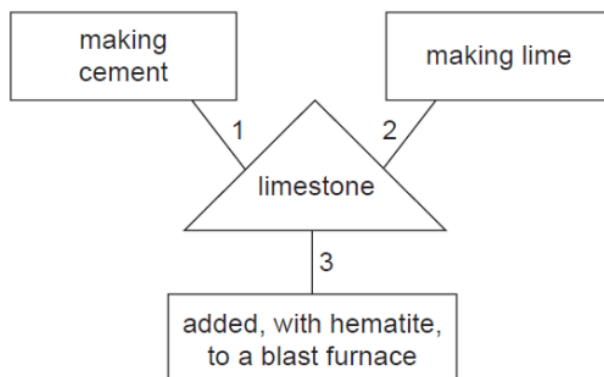 making
cement
making lime
1
2
limestone
3
added, with hematite,
to a blast furnace